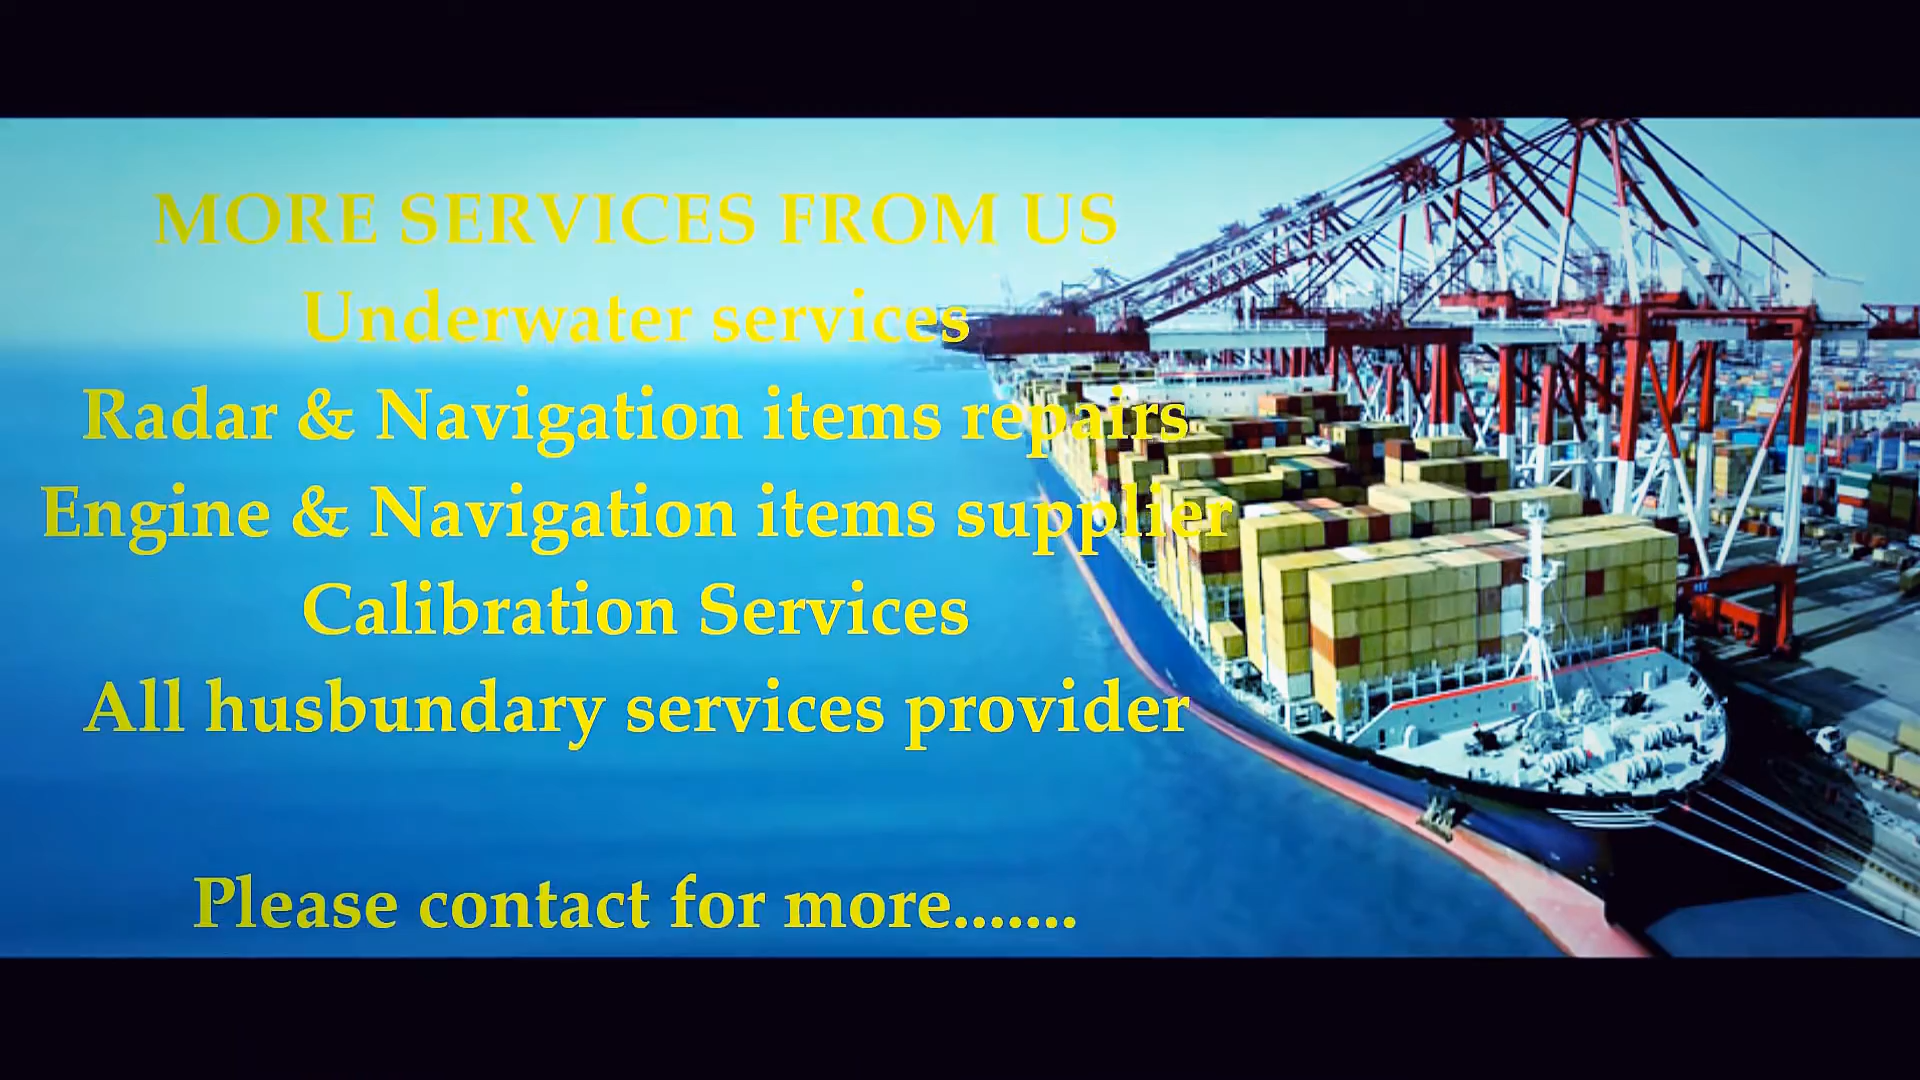 MORE SERVICES FROM US
Underwater services
Radar & Navigation items repairs
Engine & Navigation items supplier
Calibration Services
All husbundary services provider
Please contact for more.......